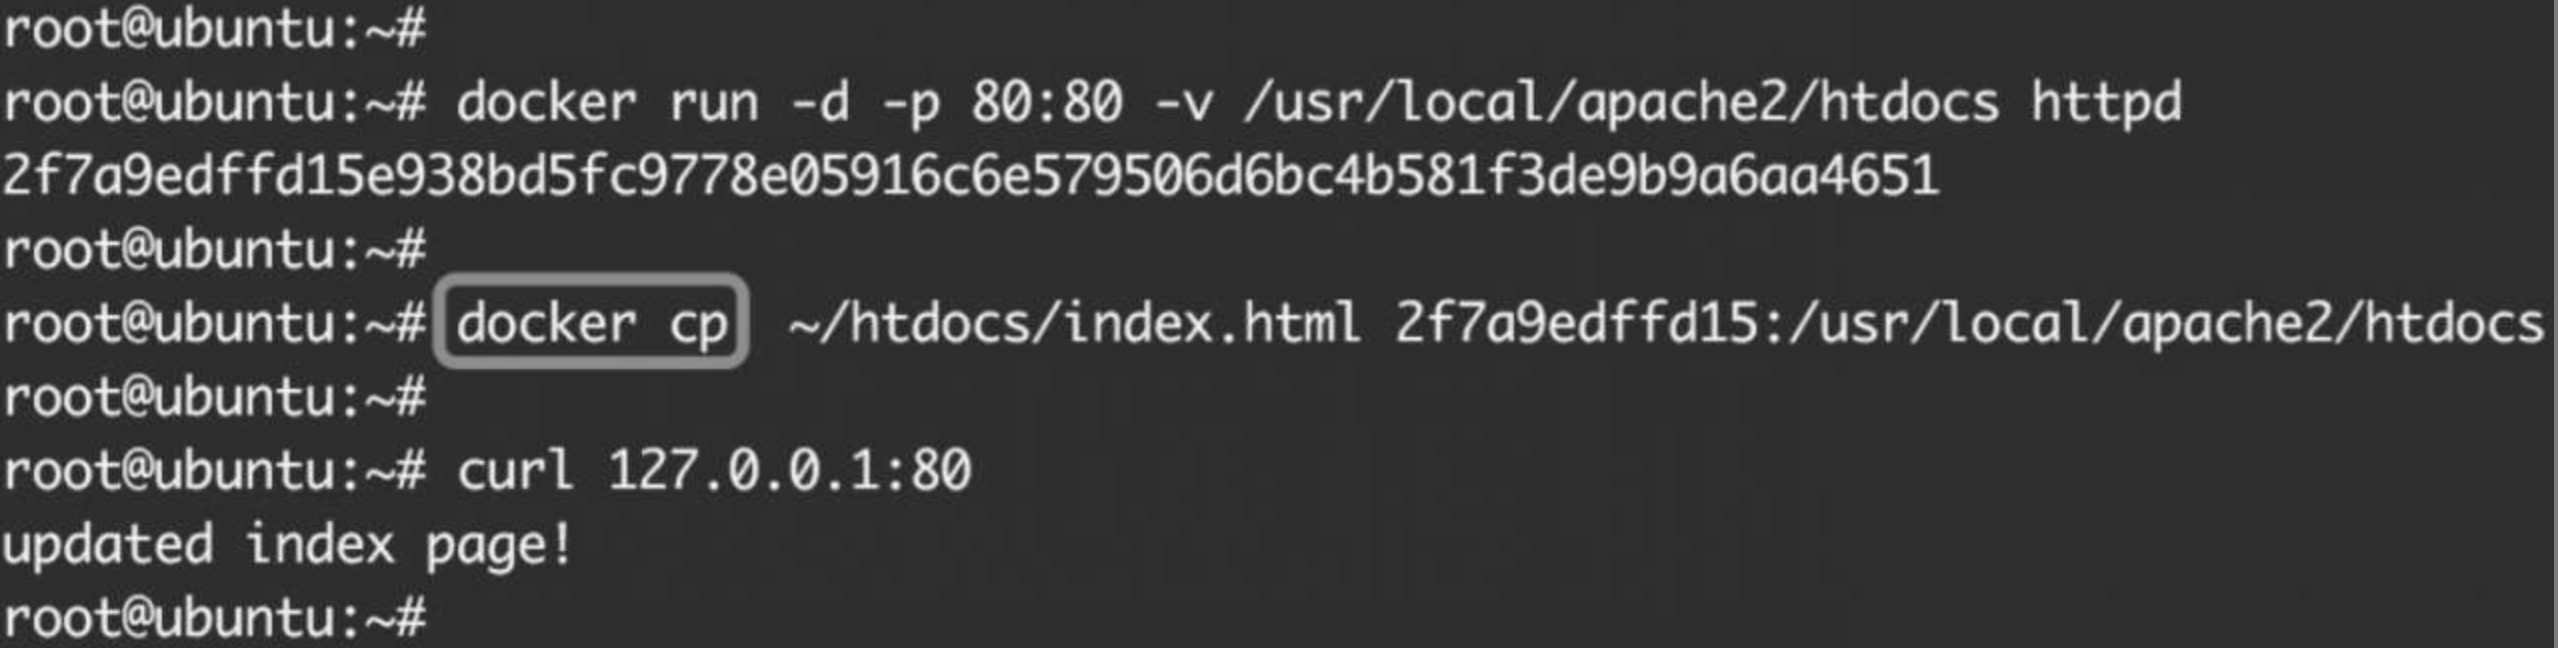 root@ubuntu:~#
root@ubuntu:~# docker run -d -p 80:80 -v /usr/local/apache2/htdocs httpd
2f7a9edffd15e938bd5fc9778e05916c6e579506d6bc4b581f3de9b9a6aa4651
root@ubuntu:~#
root@ubuntu:~# docker cp  ~/htdocs/index.html 2f7a9edffd15:/usr/local/apache2/htdocs
root@ubuntu:~#
root@ubuntu:~# curl 127.0.0.1:80
updated index page!
root@ubuntu:~#